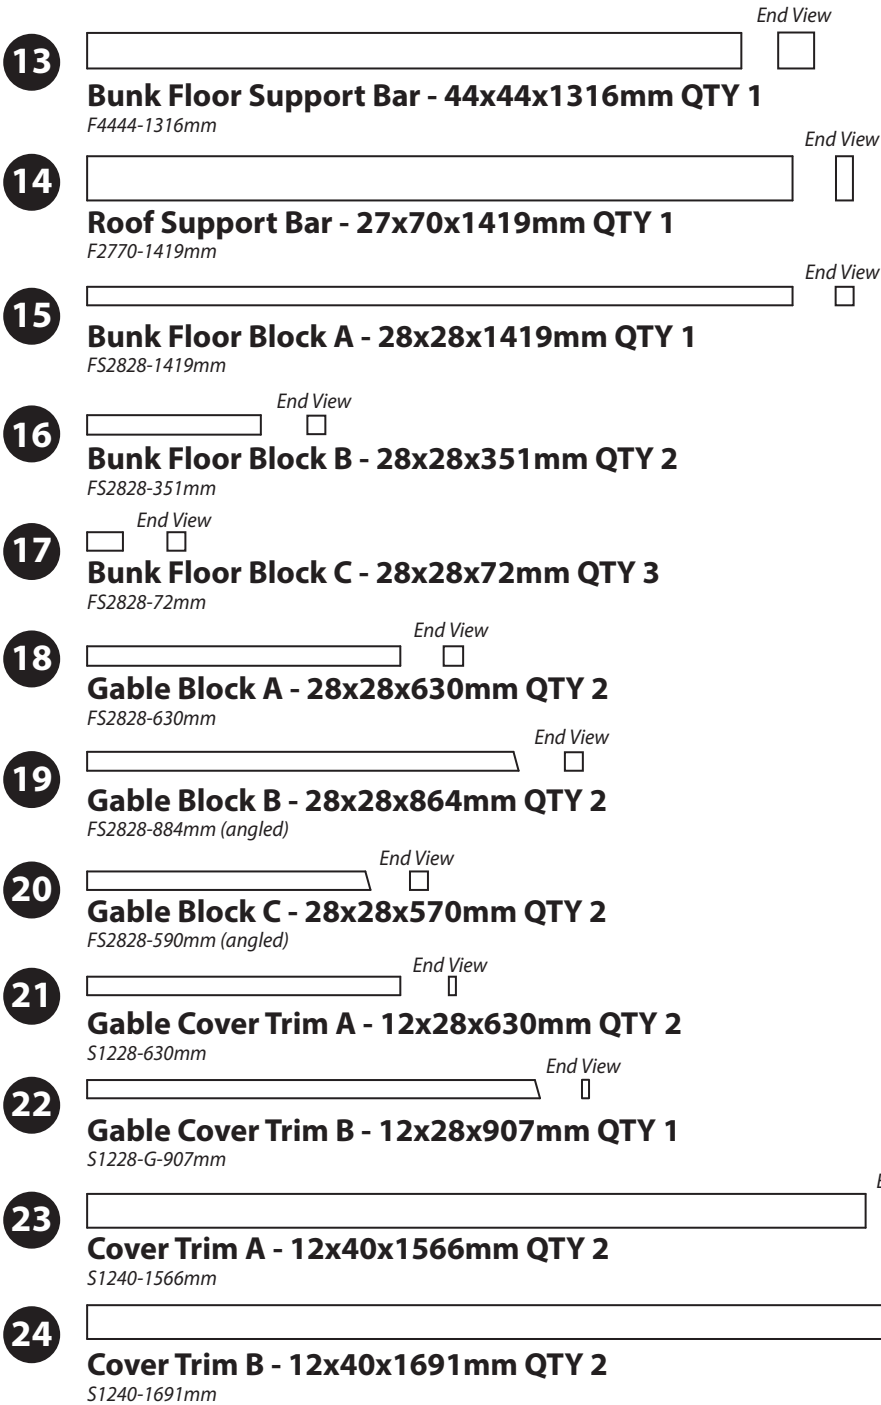 End View
13
Bunk Floor Support Bar - 44x44x1316mm QTY 1
F4444-1316mm
End View
14
Roof Support Bar - 27x70x1419mm QTY 1
F2770-1419mm
End View
15
Bunk Floor Block A - 28x28x1419mm QTY 1
FS2828-1419mm
End View
16
Bunk Floor Block B - 28x28x351mm QTY 2
FS2828-351mm
End View
17
Bunk Floor Block C - 28x28x72mm QTY 3
FS2828-72mm
End View
18
Gable Block A - 28x28x630mm QTY 2
FS2828-630mm
End View
19
Gable Block B - 28x28x864mm QTY 2
FS2828-884mm (angled)
End View
20
Gable Block C - 28x28x570mm QTY 2
FS2828-590mm (angled)
End View
21
Gable Cover Trim A - 12x28x630mm QTY 2
S1228-630mm
End View
22
Gable Cover Trim B - 12x28x907mm QTY 1
S1228-G-907mm
23
Cover Trim A - 12x40x1566mm QTY 2
S1240-1566mm
24
Cover Trim B - 12x40x1691mm QTY 2
S1240-1691mm